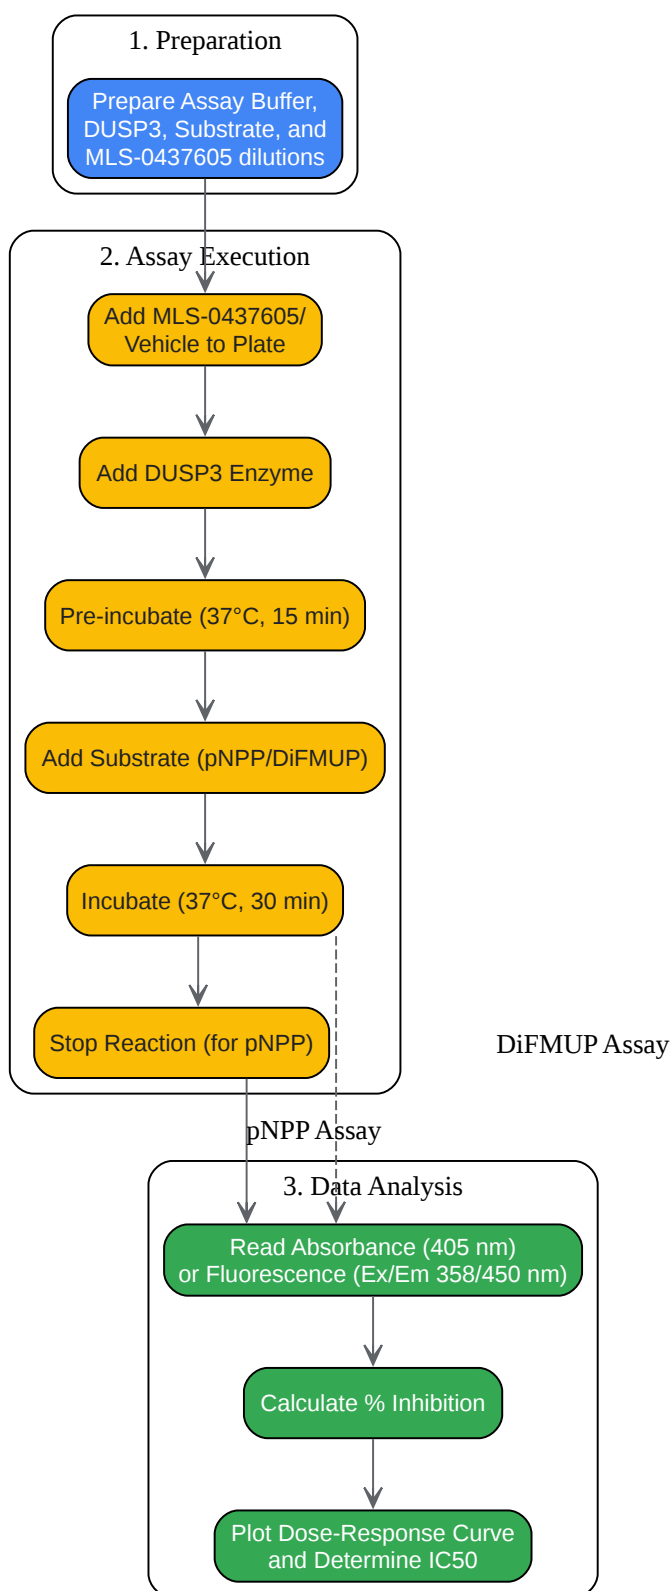 1. Preparation
Prepare Assay Buffer,
DUSP3, Substrate, and
MLS-0437605 dilutions
2. Assay Execution
Add MLS-0437605/
Vehicle to Plate
Add DUSP3 Enzyme
Pre-incubate (37°C, 15 min)
Add Substrate (pNPP/DiFMUP)
Incubate (37°C, 30 min)
Stop Reaction (for pNPP)
DiFMUP Assay
pNPP Assay
3. Data Analysis
Read Absorbance (405 nm)
or Fluorescence (Ex/Em 358/450 nm)
Calculate % Inhibition
Plot Dose-Response Curve
and Determine IC50